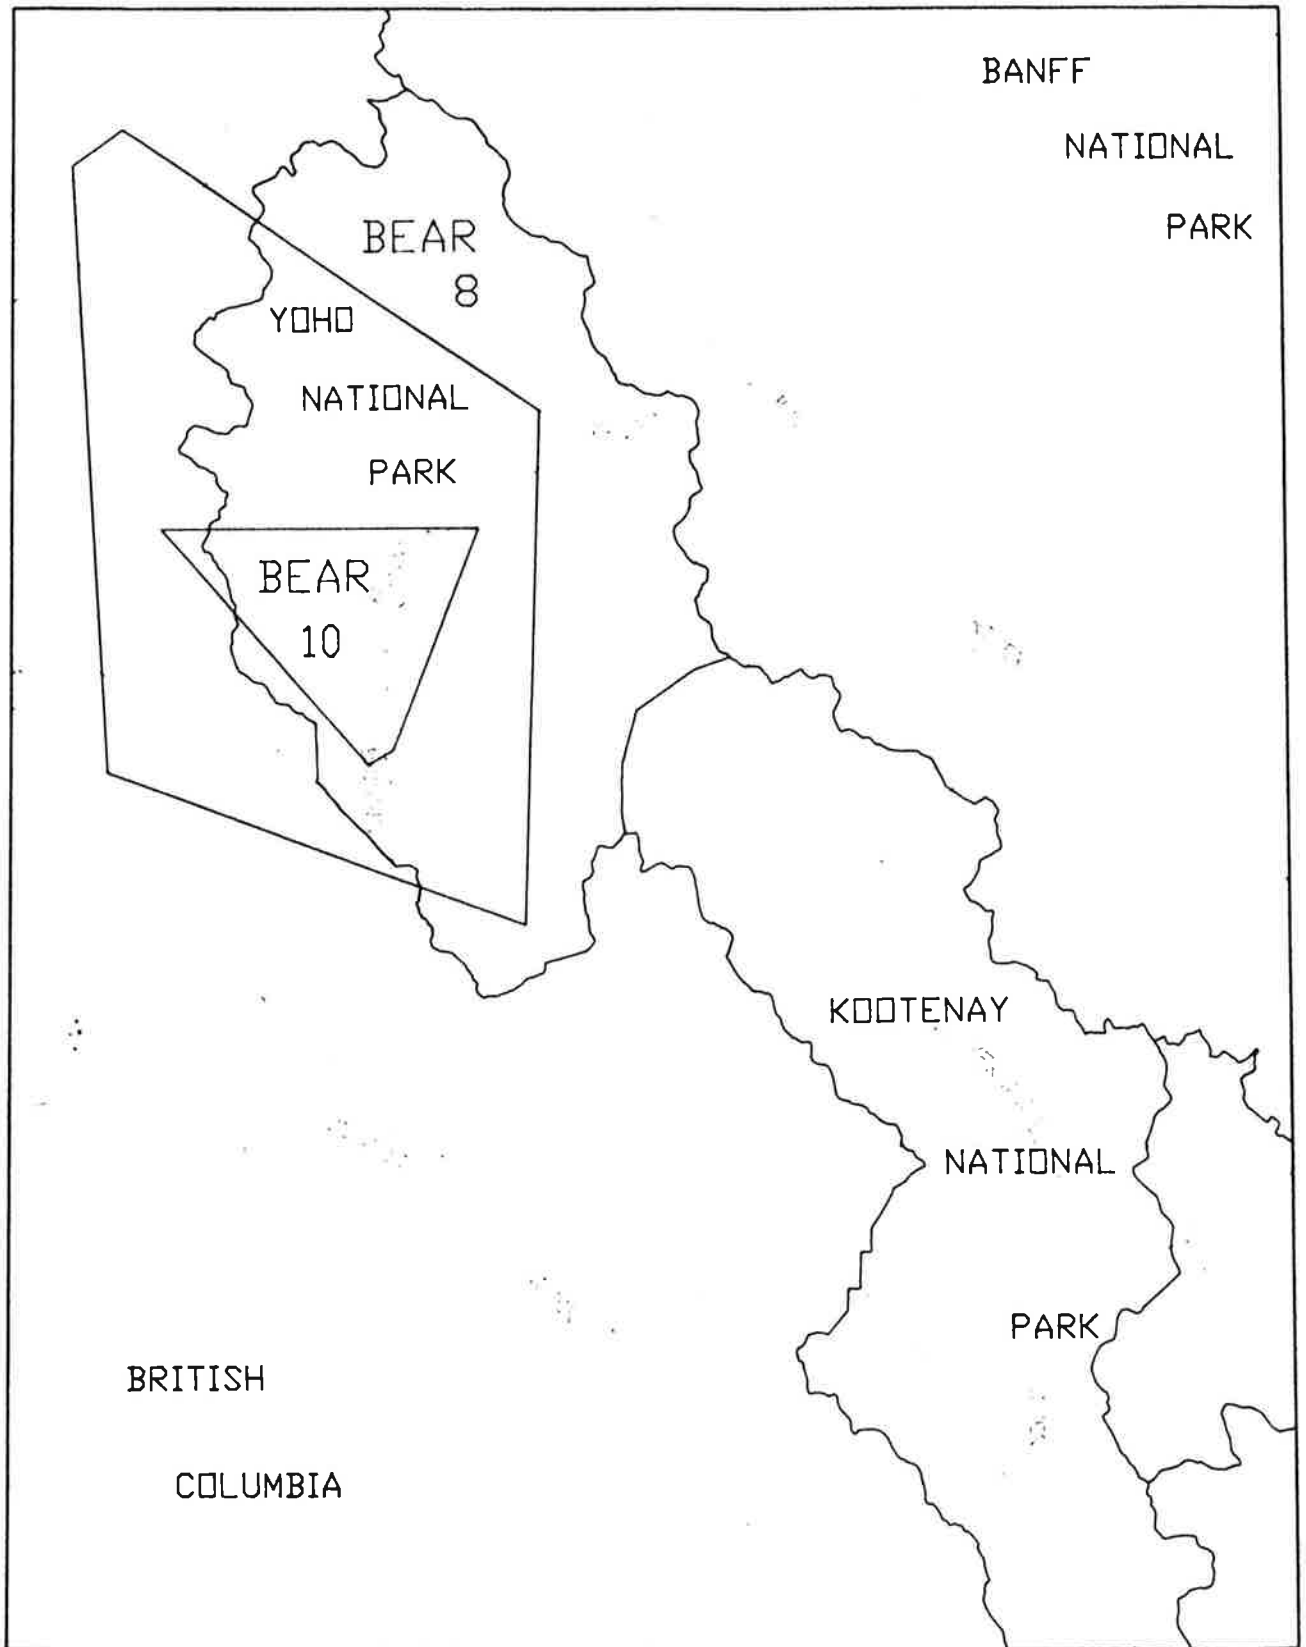 BANFF
NATIONAL
PARK
BEAR
8
YOHO
NATIONAL
PARK
BEAR
10
KOOTENAY
NATIONAL
PARK
BRITISH
COLUMBIA